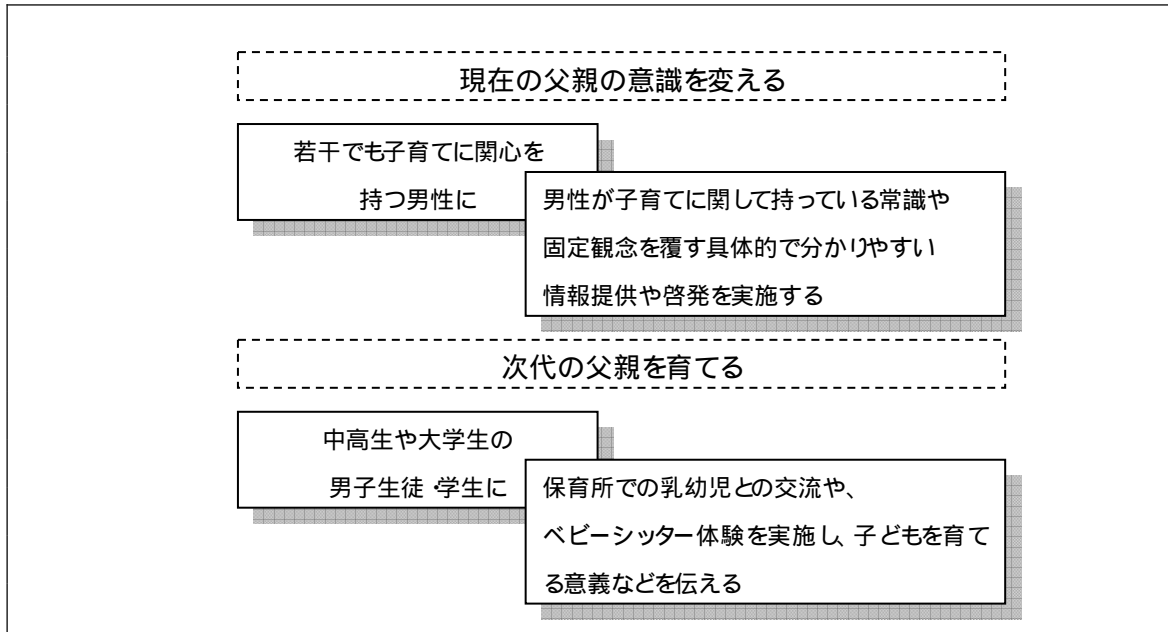 現在の父親の意識を変える
若干でも子育てに関心を
持つ男性に
男性が子育てに関して持っている常識や
固定観念を覆す具体的で分かりやすい
情報提供や啓発を実施する
次代の父親を育てる
中高生や大学生の
男子生徒・学生に
保育所での乳幼児との交流や、
ベビーシッター体験を実施し、子どもを育て
る意義などを伝える